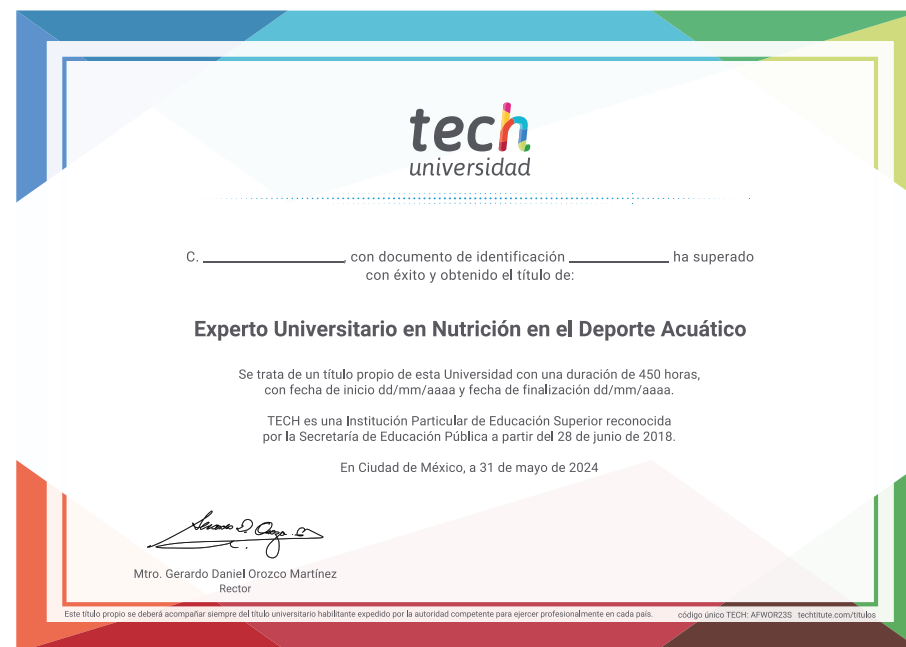 tech
universidad
C. ____________, con documento de identificación ____________ ha superado
con éxito y obtenido el título de:
Experto Universitario en Nutrición en el Deporte Acuático
Se trata de un título propio de esta Universidad con una duración de 450 horas,
con fecha de inicio dd/mm/aaaa y fecha de finalización dd/mm/aaaa.
TECH es una Institución Particular de Educación Superior reconocida
por la Secretaría de Educación Pública a partir del 28 de junio de 2018.
En Ciudad de México, a 31 de mayo de 2024
Mtro. Gerardo Daniel Orozco Martínez
Rector
Este título propio se deberá acompañar siempre del título universitario habilitante expedido por la autoridad competente para ejercer profesionalmente en cada país. código único TECH: AFWOR23S techtitute.com/titulos